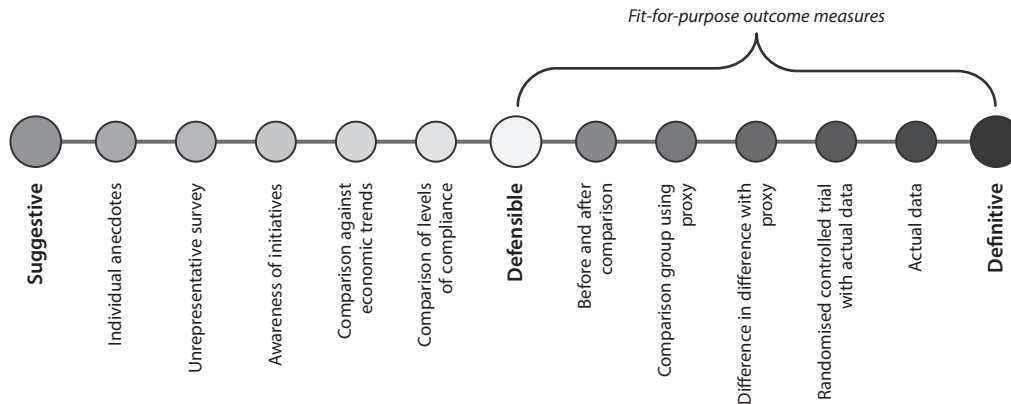 Fit-for-purpose outcome measures
Suggestive
Individual anecdotes
Unrepresentative survey
Awareness of initiatives
Comparison against
economic trends
Comparison of levels
of compliance
Defensible
Before and after
comparison
Comparison group using
proxy
Difference in difference with
proxy
Randomised controlled trial
with actual data
Actual data
Definitive